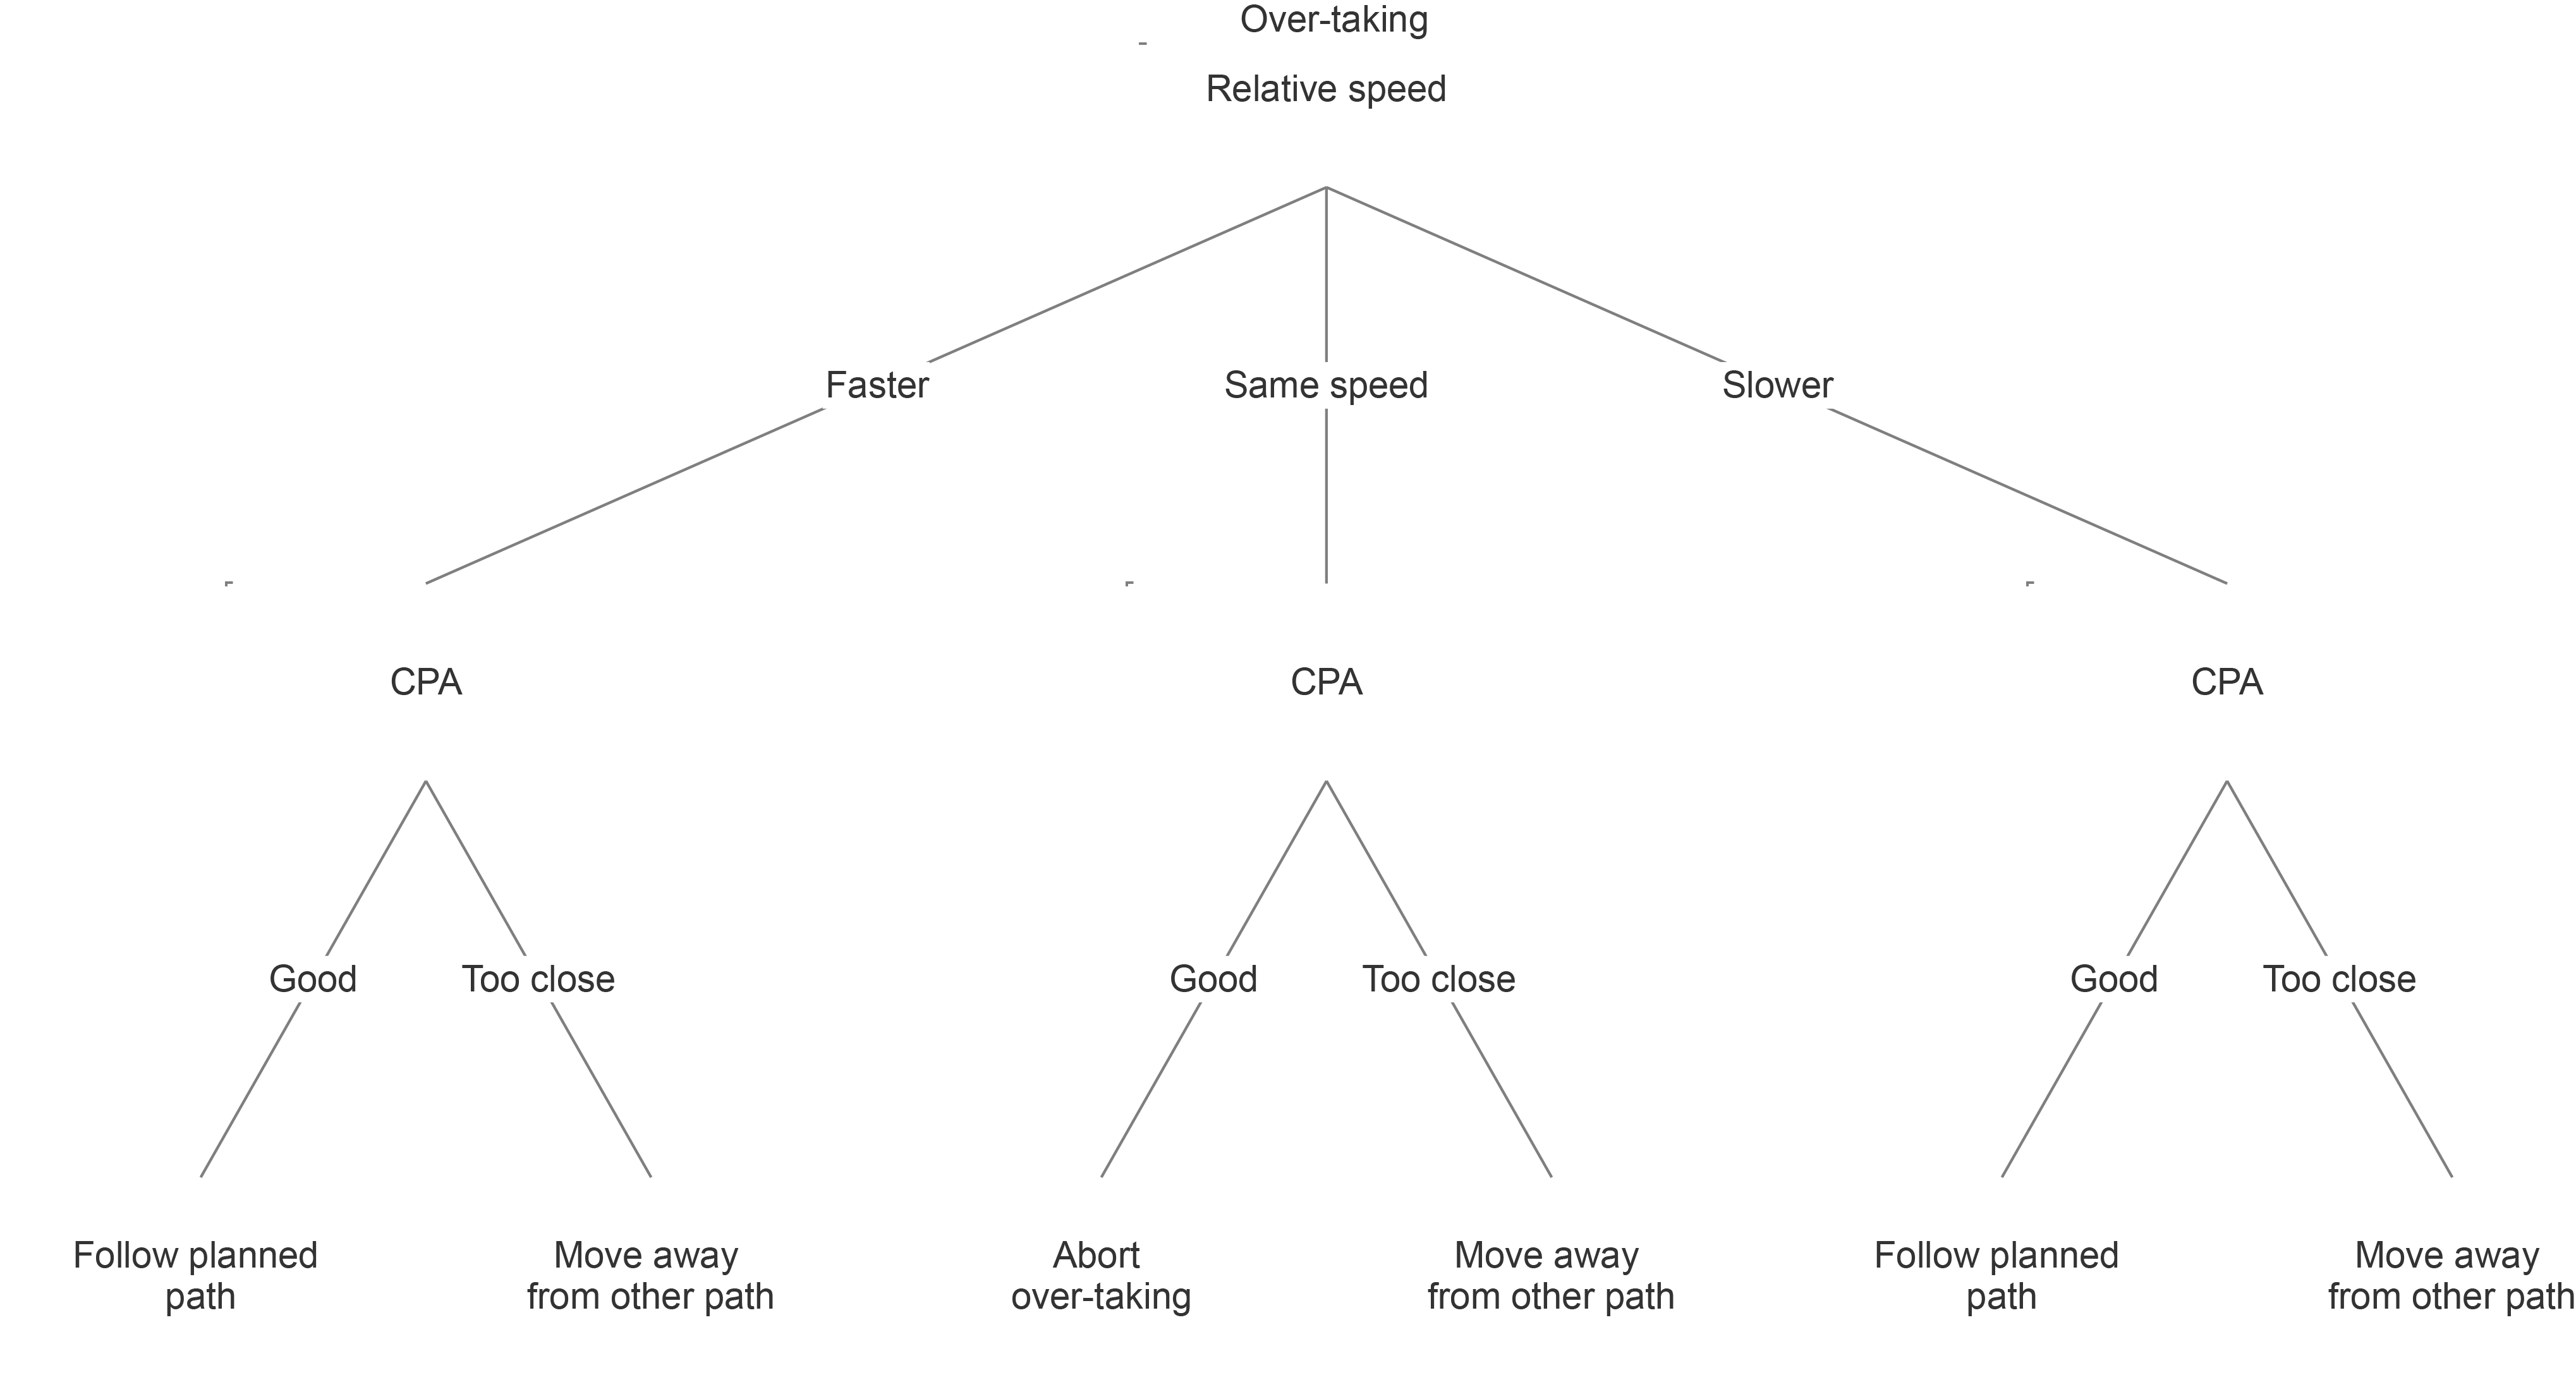 Over-taking
Relative speed
Faster
Same speed
Slower
CPA
CPA
CPA
Good
Too close
Good
Too close
Good
Too close
Follow planned
path
Move away
from other path
Abort
over-taking
Move away
from other path
Follow planned
path
Move away
from other path